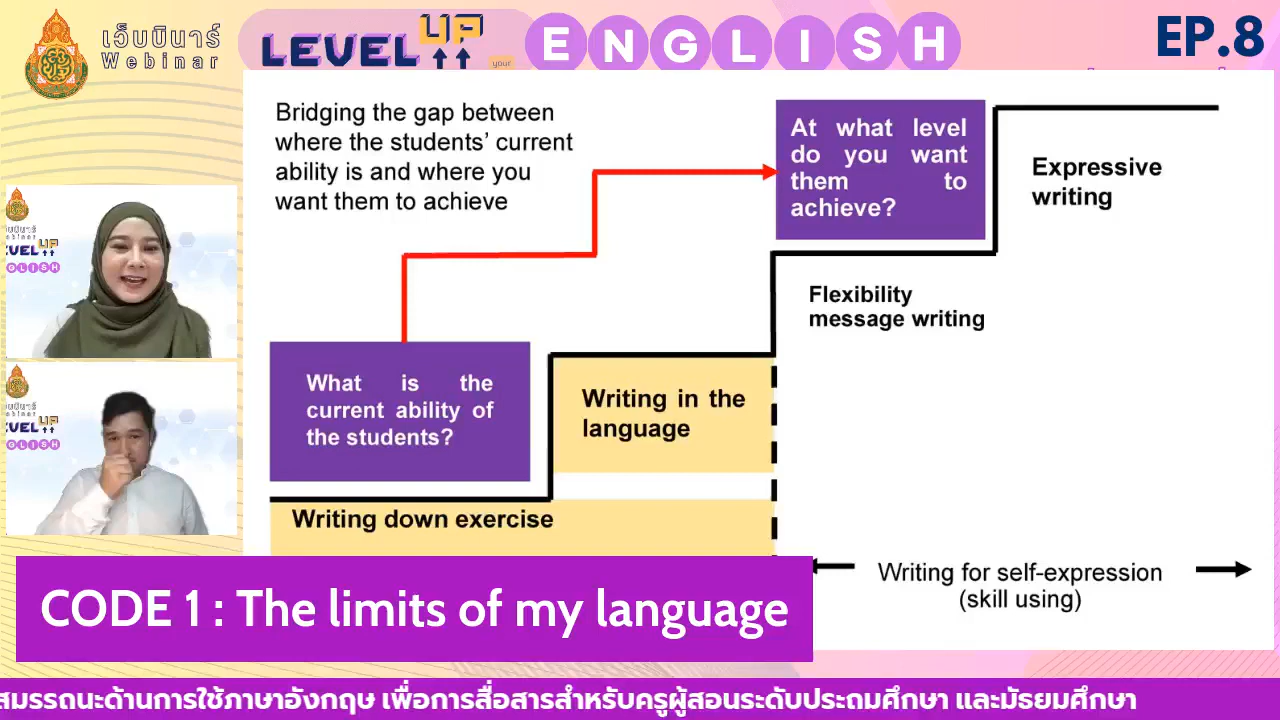 เว็บบินาร์
Webinar
LEVEL UP
your
ENGLISH
EP.8
Bridging the gap between
where the students' current
ability is and where you
want them to achieve
At what level
do you want
them to
achieve?
Expressive
writing
Flexibility
message writing
What is the
current ability of
the students?
Writing in the
language
Writing down exercise
Writing for self-expression
(skill using)
CODE 1 : The limits of my language
สมรรถนะด้านการใช้ภาษาอังกฤษ เพื่อการสื่อสารสำหรับครูผู้สอนระดับประถมศึกษา และมัธยมศึกษา